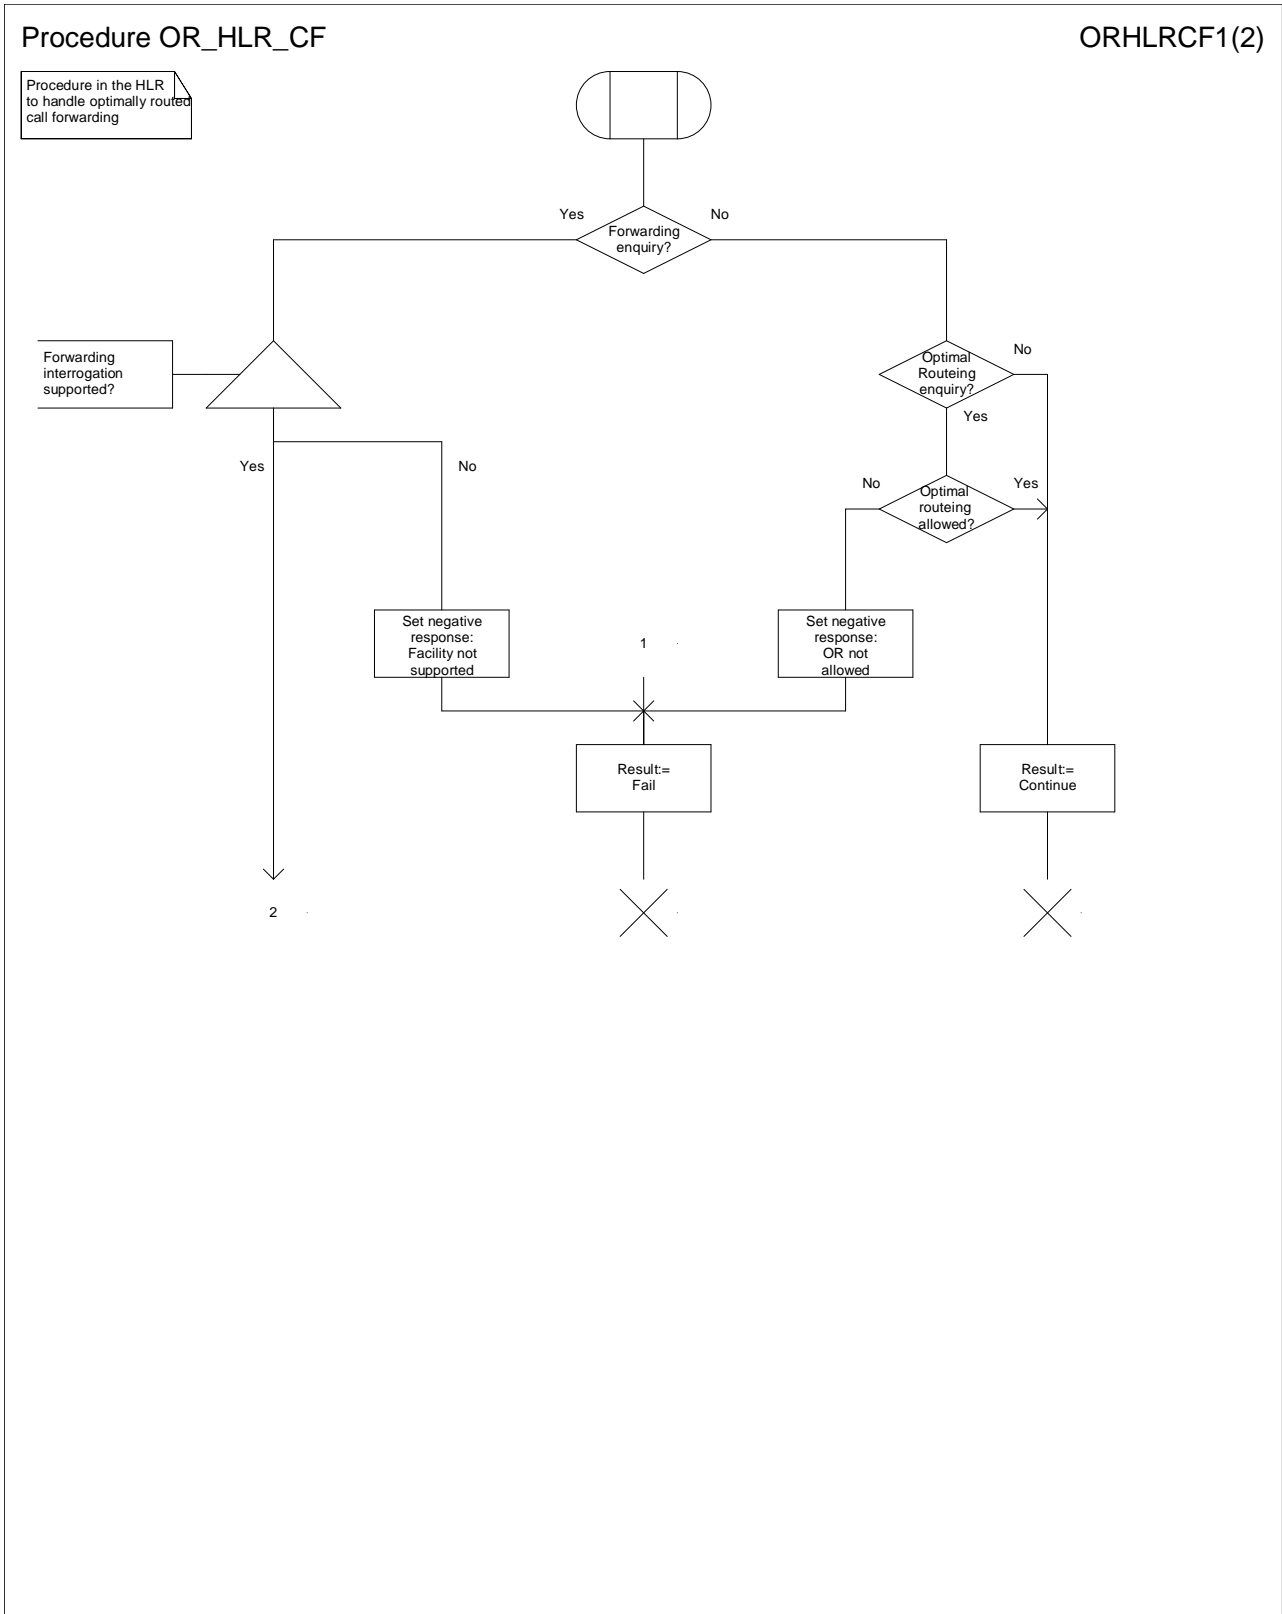 Procedure OR_HLR_CF
ORHLRCF1(2)
Procedure in the HLR
to handle optimally routed
call forwarding
Yes
No
Forwarding
enquiry?
Forwarding
interrogation
supported?
Optimal
Routeing
enquiry?
No
Yes
Yes
No
No
Optimal
routeing
allowed?
Yes
Set negative
response:
Facility not
supported
1
Set negative
response:
OR not
allowed
Result:=
Fail
Result:=
Continue
2